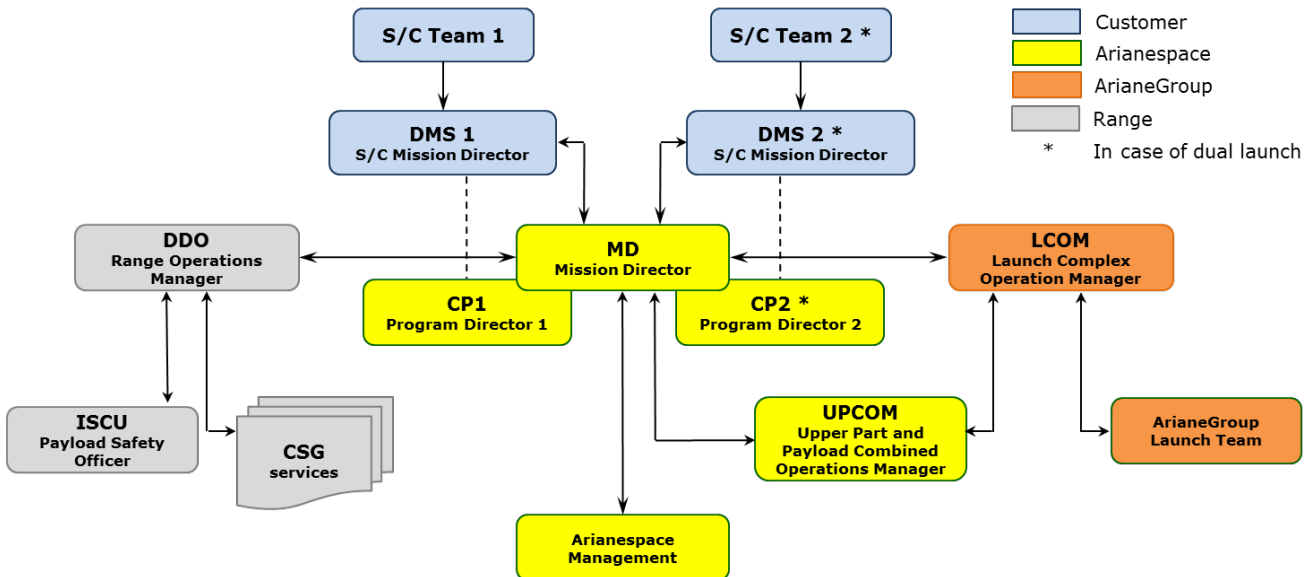 S/C Team 1
S/C Team 2 *
Customer
Arianespace
ArianeGroup
Range
* In case of dual launch
DMS 1
S/C Mission Director
DMS 2 *
S/C Mission Director
DDO
Range Operations
Manager
MD
Mission Director
LCOM
Launch Complex
Operation Manager
CP1
Program Director 1
CP2 *
Program Director 2
ISCU
Payload Safety
Officer
CSG
services
UPCOM
Upper Part and
Payload Combined
Operations Manager
ArianeGroup
Launch Team
Arianespace
Management